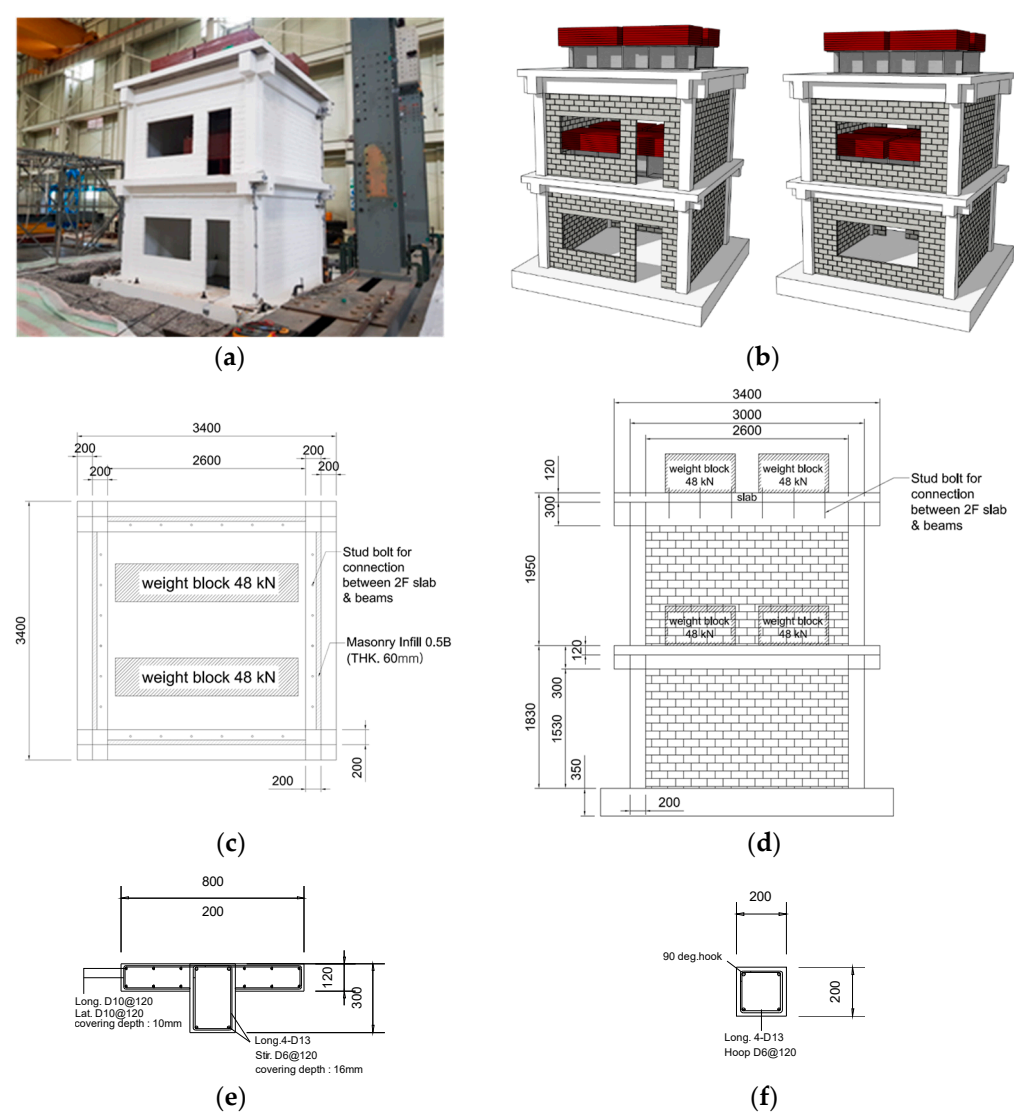 (a)
(b)
3400
200
200
2600
200
200
3400
weight block 48 kN
weight block 48 kN
Stud bolt for
connection
between 2F slab
& beams
Masonry Infill 0.5B
(THK. 60mm)
200
200
(c)
3400
3000
2600
120
300
1950
120
300
1830
1530
350
weight block
48 kN
weight block
48 kN
slab
Stud bolt for
connection
between 2F slab
& beams
weight block
48 kN
weight block
48 kN
200
(d)
800
200
120
300
Long. D10@120
Lat. D10@120
covering depth : 10mm
Long.4-D13
Stir. D6@120
covering depth : 16mm
(e)
200
90 deg.hook
200
Long. 4-D13
Hoop D6@120
(f)